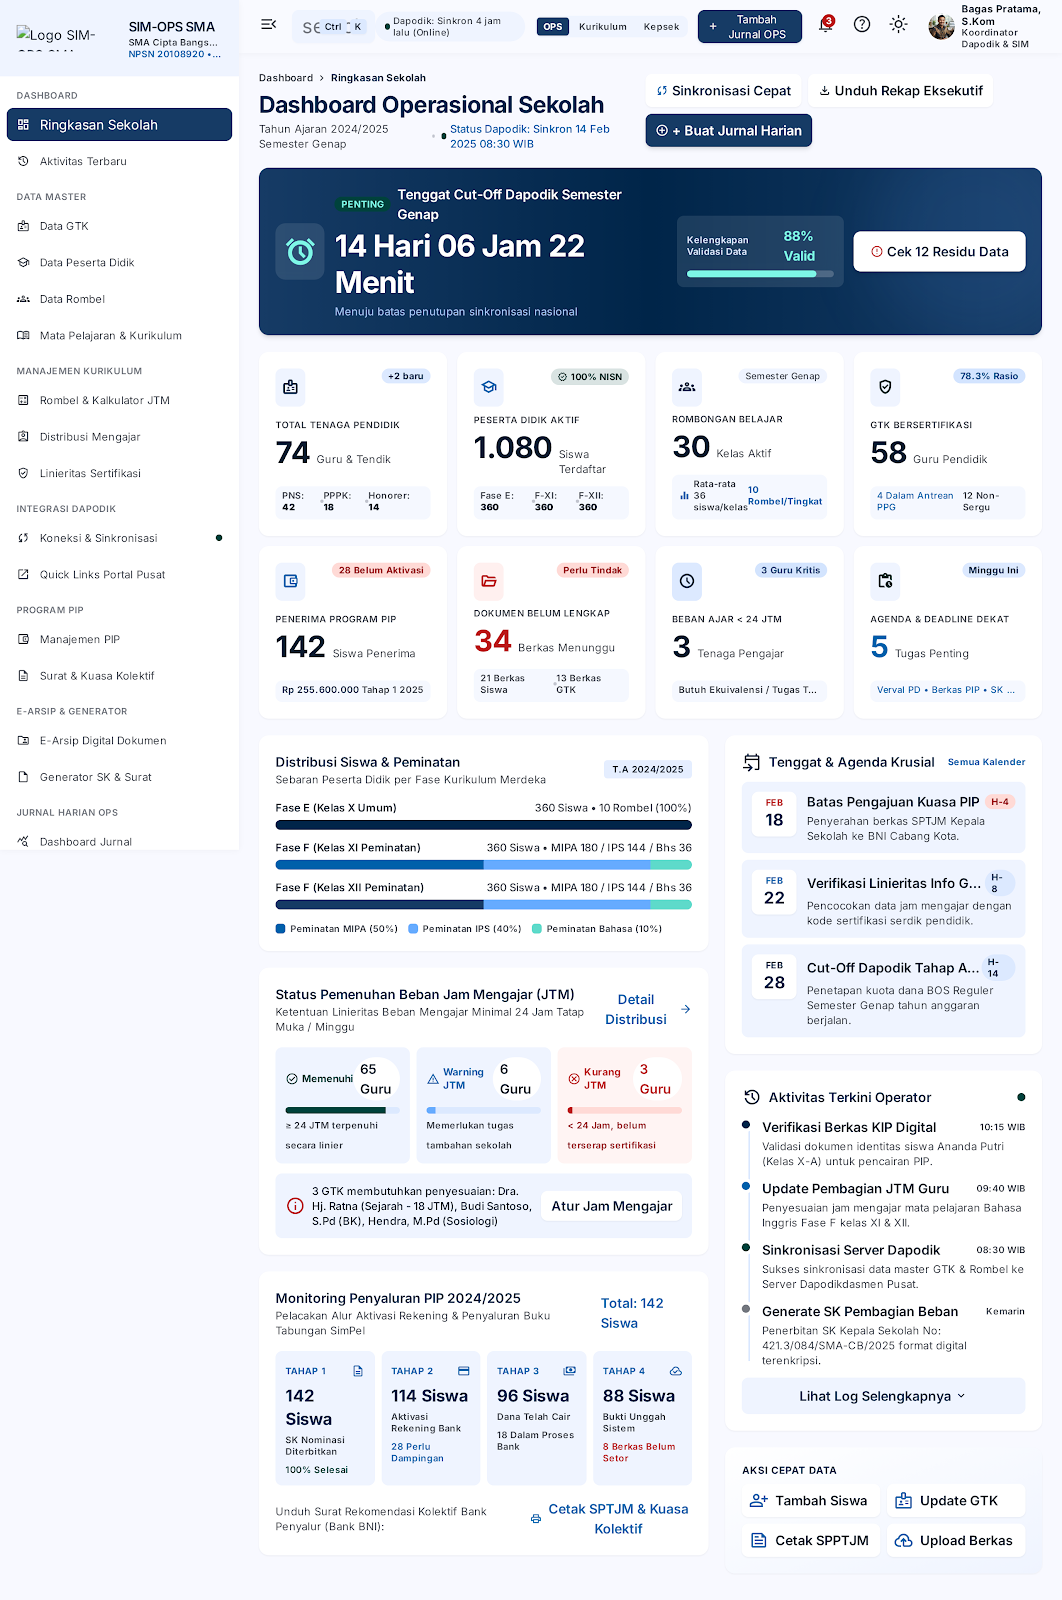 Logo SIM-OPS SMA
SIM-OPS SMA
SMA Cipta Bangs...
NPSN 20108920 •...
DASHBOARD
Ringkasan Sekolah
Aktivitas Terbaru
DATA MASTER
Data GTK
Data Peserta Didik
Data Rombel
Mata Pelajaran & Kurikulum
MANAJEMEN KURIKULUM
Rombel & Kalkulator JTM
Distribusi Mengajar
Linieritas Sertifikasi
INTEGRASI DAPODIK
Koneksi & Sinkronisasi
Quick Links Portal Pusat
PROGRAM PIP
Manajemen PIP
Surat & Kuasa Kolektif
E-ARSIP & GENERATOR
E-Arsip Digital Dokumen
Generator SK & Surat
JURNAL HARIAN OPS
Dashboard Jurnal
Ctrl K
Dapodik: Sinkron 4 jam
lalu (Online)
OPS Kurikulum Kepsek
+ Tambah
Jurnal OPS
3
Bagas Pratama,
S.Kom
Koordinator
Dapodik & SIM
Dashboard > Ringkasan Sekolah
Dashboard Operasional Sekolah
Tahun Ajaran 2024/2025
Semester Genap
Status Dapodik: Sinkron 14 Feb
2025 08:30 WIB
Sinkronisasi Cepat
Unduh Rekap Eksekutif
+ Buat Jurnal Harian
PENTING
Tenggat Cut-Off Dapodik Semester
Genap
14 Hari 06 Jam 22
Menit
Menuju batas penutupan sinkronisasi nasional
Kelengkapan
Validasi Data
88%
Valid
Cek 12 Residu Data
+2 baru
TOTAL TENAGA PENDIDIK
74 Guru & Tendik
PNS:
42
PPPK:
18
Honorer:
14
100% NISN
PESERTA DIDIK AKTIF
1.080 Siswa
Terdaftar
Fase E:
360
F-XI:
360
F-XII:
360
Semester Genap
ROMBONGAN BELAJAR
30 Kelas Aktif
Rata-rata
36
siswa/kelas
10
Rombel/Tingkat
78.3% Rasio
GTK BERSERTIFIKASI
58 Guru Pendidik
4 Dalam Antrean
PPG
12 Non-
Sergu
28 Belum Aktivasi
PENERIMA PROGRAM PIP
142 Siswa Penerima
Rp 255.600.000 Tahap 1 2025
Perlu Tindak
DOKUMEN BELUM LENGKAP
34 Berkas Menunggu
21 Berkas
Siswa
13 Berkas
GTK
3 Guru Kritis
BEBAN AJAR < 24 JTM
3 Tenaga Pengajar
Butuh Ekuivalensi / Tugas T...
Minggu Ini
AGENDA & DEADLINE DEKAT
5 Tugas Penting
Verval PD • Berkas PIP • SK ...
Distribusi Siswa & Peminatan
Sebaran Peserta Didik per Fase Kurikulum Merdeka
T.A 2024/2025
Fase E (Kelas X Umum) 360 Siswa • 10 Rombel (100%)
Fase F (Kelas XI Peminatan) 360 Siswa • MIPA 180 / IPS 144 / Bhs 36
Fase F (Kelas XII Peminatan) 360 Siswa • MIPA 180 / IPS 144 / Bhs 36
Peminatan MIPA (50%) Peminatan IPS (40%) Peminatan Bahasa (10%)
Status Pemenuhan Beban Jam Mengajar (JTM)
Ketentuan Linieritas Beban Mengajar Minimal 24 Jam Tatap
Muka / Minggu
Detail
Distribusi
Memenuhi
65
Guru
≥ 24 JTM terpenuhi
secara linier
Warning
JTM
6
Guru
Memerlukan tugas
tambahan sekolah
Kurang
JTM
3
Guru
< 24 Jam, belum
terserap sertifikasi
3 GTK membutuhkan penyesuaian: Dra.
Hj. Ratna (Sejarah - 18 JTM), Budi Santoso,
S.Pd (BK), Hendra, M.Pd (Sosiologi)
Atur Jam Mengajar
Monitoring Penyaluran PIP 2024/2025
Pelacakan Alur Aktivasi Rekening & Penyaluran Buku
Tabungan SimPel
Total: 142
Siswa
TAHAP 1
142
Siswa
SK Nominasi
Diterbitkan
100% Selesai
TAHAP 2
114 Siswa
Aktivasi
Rekening Bank
28 Perlu
Dampingan
TAHAP 3
96 Siswa
Dana Telah Cair
18 Dalam Proses
Bank
TAHAP 4
88 Siswa
Bukti Unggah
Sistem
8 Berkas Belum
Setor
Unduh Surat Rekomendasi Kolektif Bank
Penyalur (Bank BNI):
Cetak SPTJM & Kuasa
Kolektif
Tenggat & Agenda Krusial
Semua Kalender
FEB
18
Batas Pengajuan Kuasa PIP H-4
Penyerahan berkas SPTJM Kepala
Sekolah ke BNI Cabang Kota.
FEB
22
Verifikasi Linieritas Info G... H-
8
Pencocokan data jam mengajar dengan
kode sertifikasi serdik pendidik.
FEB
28
Cut-Off Dapodik Tahap A... H-
14
Penetapan kuota dana BOS Reguler
Semester Genap tahun anggaran
berjalan.
Aktivitas Terkini Operator
Verifikasi Berkas KIP Digital 10:15 WIB
Validasi dokumen identitas siswa Ananda Putri
(Kelas X-A) untuk pencairan PIP.
Update Pembagian JTM Guru 09:40 WIB
Penyesuaian jam mengajar mata pelajaran Bahasa
Inggris Fase F kelas XI & XII.
Sinkronisasi Server Dapodik 08:30 WIB
Sukses sinkronisasi data master GTK & Rombel ke
Server Dapodikdasmen Pusat.
Generate SK Pembagian Beban Kemarin
Penerbitan SK Kepala Sekolah No:
421.3/084/SMA-CB/2025 format digital
terenkripsi.
Lihat Log Selengkapnya
AKSI CEPAT DATA
Tambah Siswa
Update GTK
Cetak SPPTJM
Upload Berkas